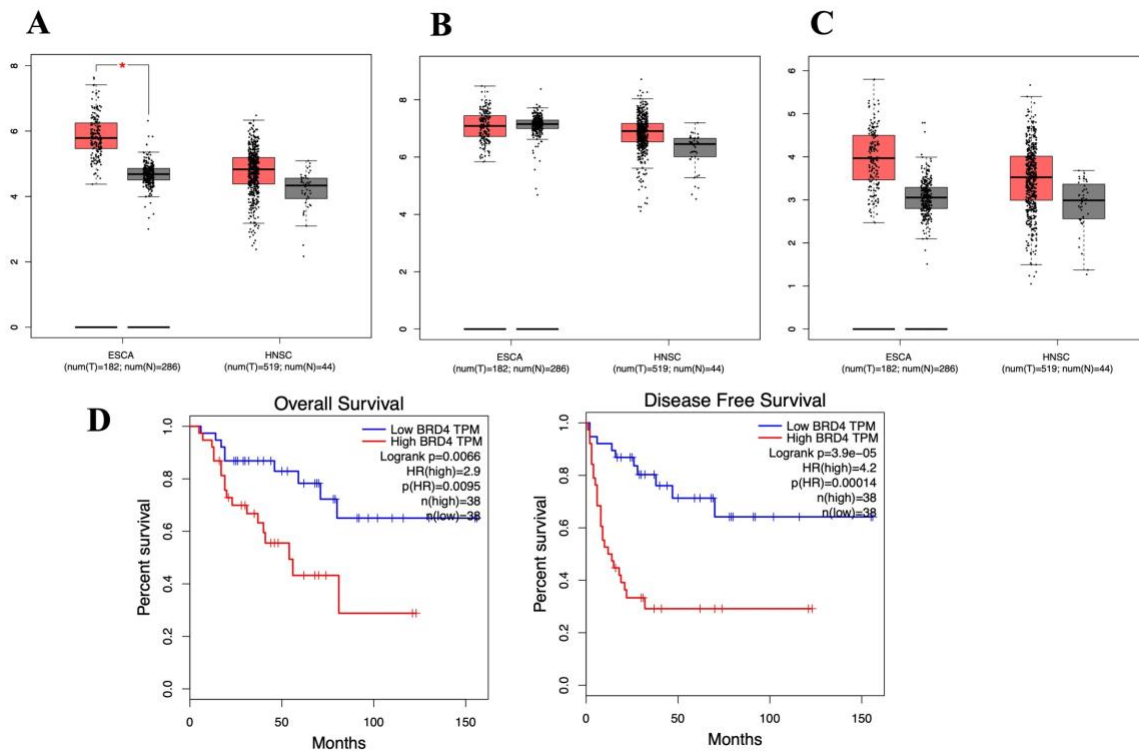 A
B
C
8
6
4
2
0
ESCA
(num(T)=182; num(N)=286)
HNSC
(num(T)=519; num(N)=44)
8
6
4
2
0
ESCA
(num(T)=182; num(N)=286)
HNSC
(num(T)=519; num(N)=44)
6
5
4
3
2
1
0
ESCA
(num(T)=182; num(N)=286)
HNSC
(num(T)=519; num(N)=44)
D
Overall Survival
Low BRD4 TPM
High BRD4 TPM
Logrank p=0.0066
HR(high)=2.9
p(HR)=0.0095
n(high)=38
n(low)=38
Percent survival
1.0
0.8
0.6
0.4
0.2
0.0
0 50 100 150
Months
Disease Free Survival
Low BRD4 TPM
High BRD4 TPM
Logrank p=3.9e-05
HR(high)=4.2
p(HR)=0.00014
n(high)=38
n(low)=38
Percent survival
1.0
0.8
0.6
0.4
0.2
0.0
0 50 100 150
Months